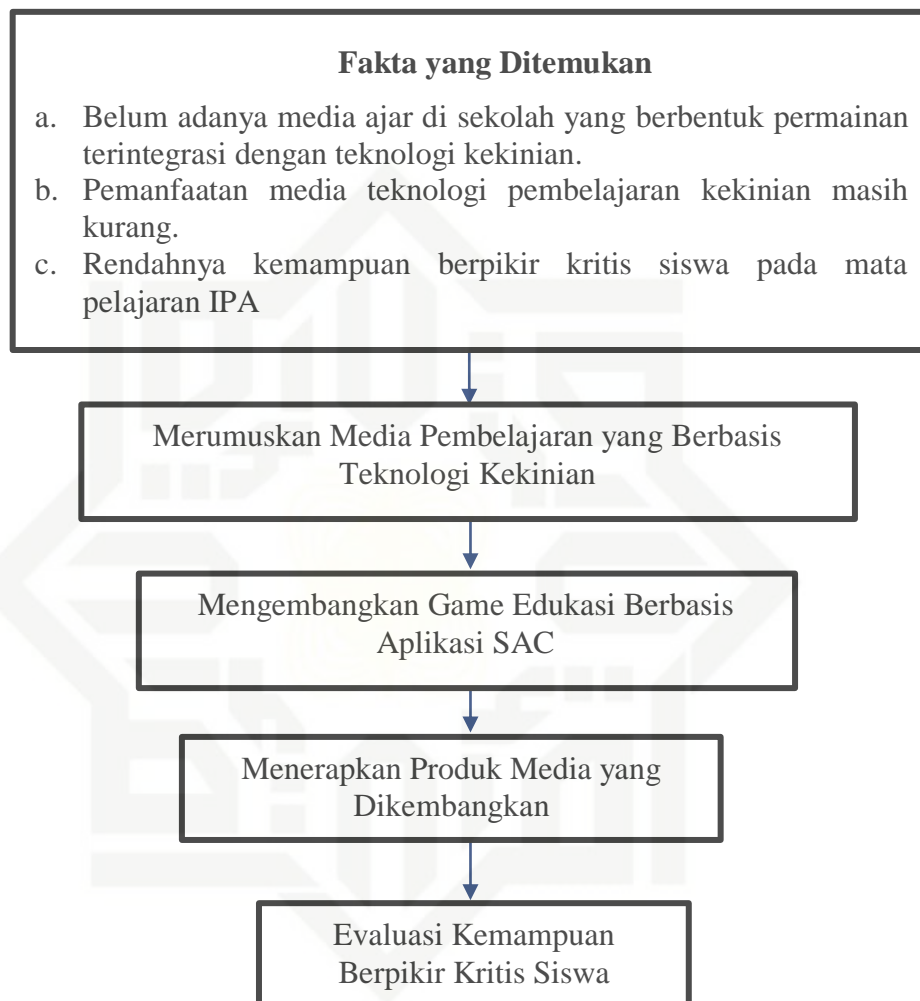 Fakta yang Ditemukan
a. Belum adanya media ajar di sekolah yang berbentuk permainan
terintegrasi dengan teknologi kekinian.
b. Pemanfaatan media teknologi pembelajaran kekinian masih
kurang.
c. Rendahnya kemampuan berpikir kritis siswa pada mata
pelajaran IPA
Merumuskan Media Pembelajaran yang Berbasis
Teknologi Kekinian
Mengembangkan Game Edukasi Berbasis
Aplikasi SAC
Menerapkan Produk Media yang
Dikembangkan
Evaluasi Kemampuan
Berpikir Kritis Siswa